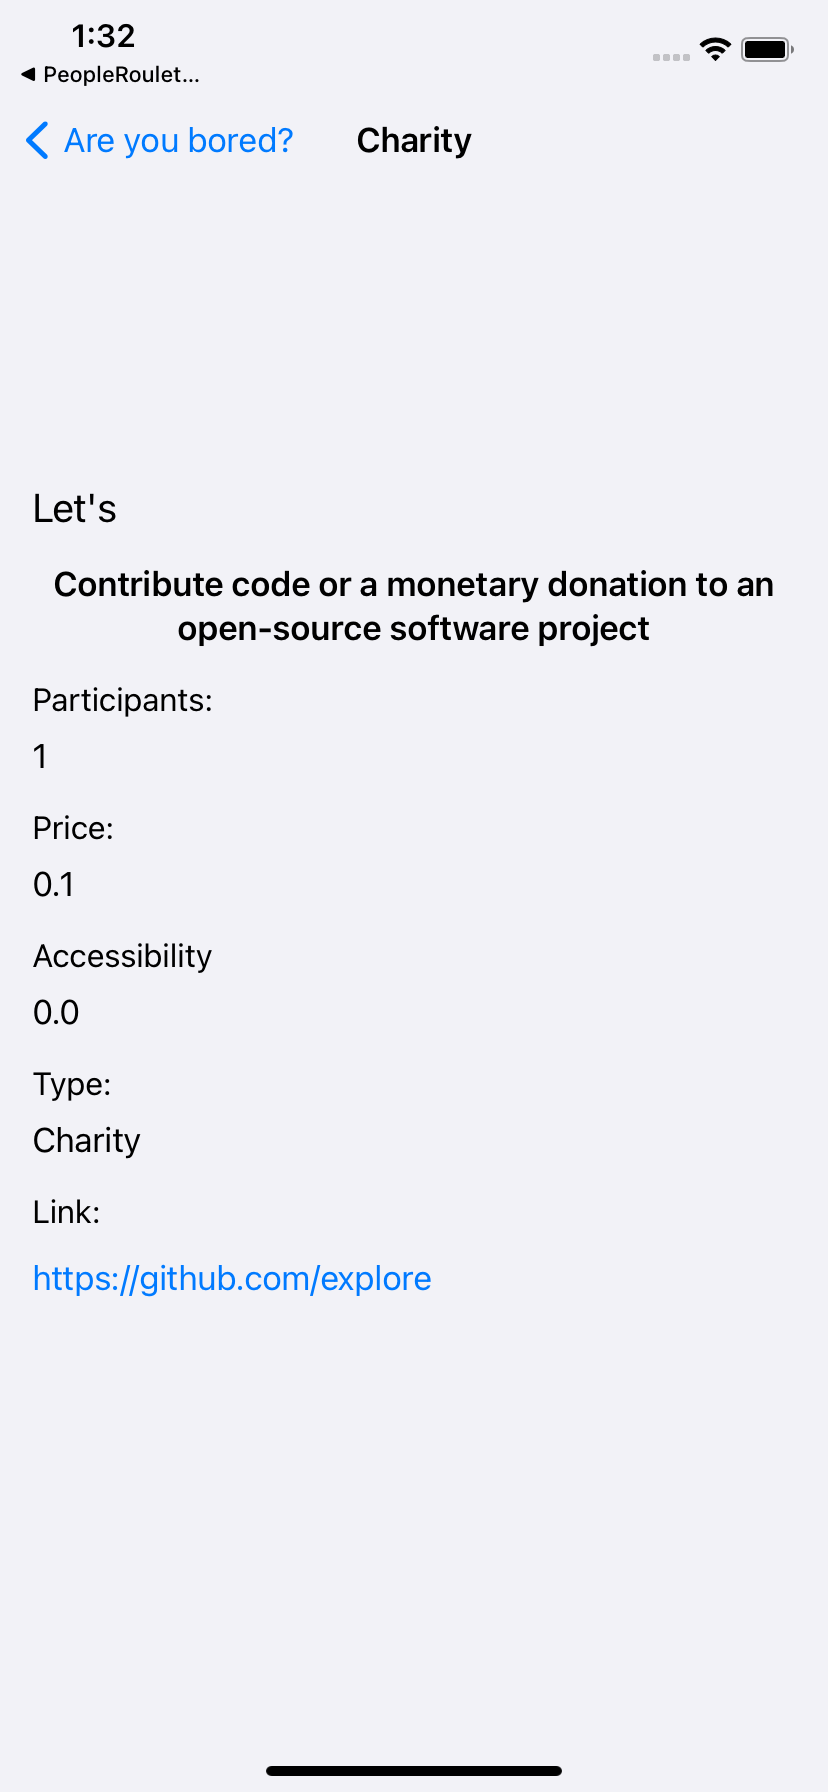 1:32
PeopleRoulet...
Are you bored?
Charity
Let's
Contribute code or a monetary donation to an
open-source software project
Participants:
1
Price:
0.1
Accessibility
0.0
Type:
Charity
Link:
https://github.com/explore